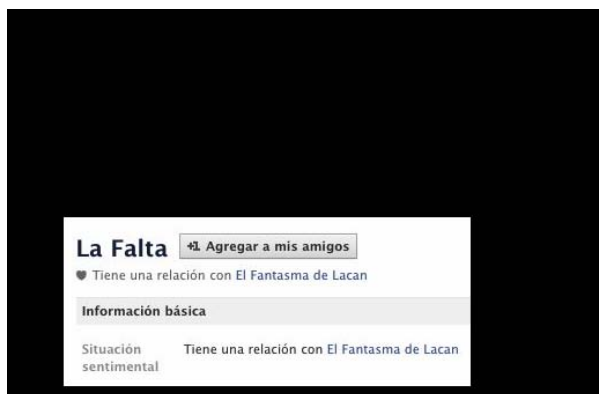 La Falta +1 Agregar a mis amigos
Tiene una relación con El Fantasma de Lacan
Información básica
Situación Tiene una relación con El Fantasma de Lacan
sentimental